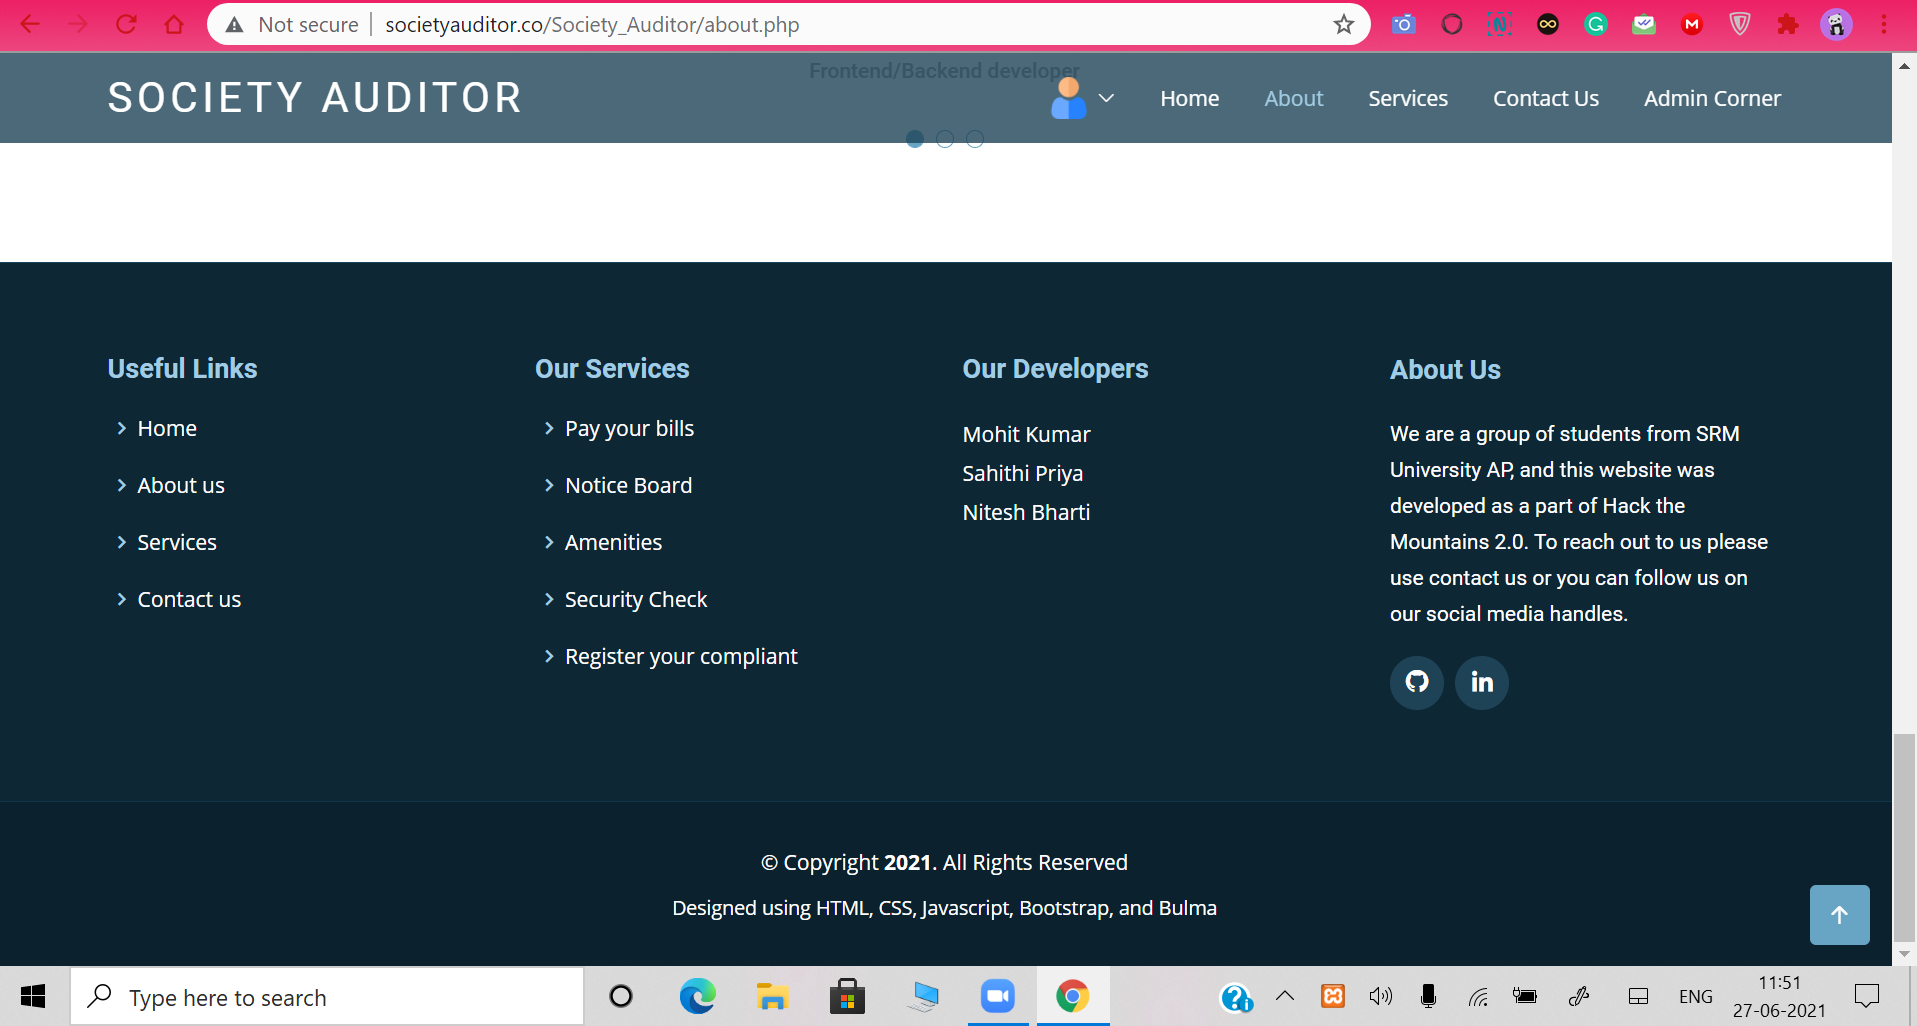 Not secure societyauditor.co/Society_Auditor/about.php
Frontend/Backend developer
SOCIETY AUDITOR
Home About Services Contact Us Admin Corner
Useful Links
Home
About us
Services
Contact us
Our Services
Pay your bills
Notice Board
Amenities
Security Check
Register your compliant
Our Developers
Mohit Kumar
Sahithi Priya
Nitesh Bharti
About Us
We are a group of students from SRM
University AP, and this website was
developed as a part of Hack the
Mountains 2.0. To reach out to us please
use contact us or you can follow us on
our social media handles.
in
© Copyright 2021. All Rights Reserved
Designed using HTML, CSS, Javascript, Bootstrap, and Bulma
Type here to search
ENG
11:51
27-06-2021